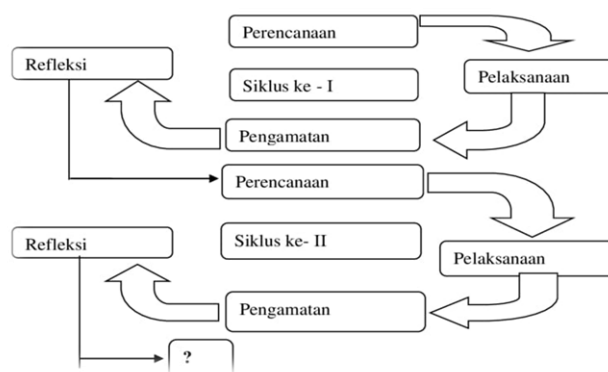 Perencanaan
Refleksi
Pelaksanaan
Siklus ke - I
Pengamatan
Perencanaan
Refleksi
Siklus ke- II
Pelaksanaan
Pengamatan
?